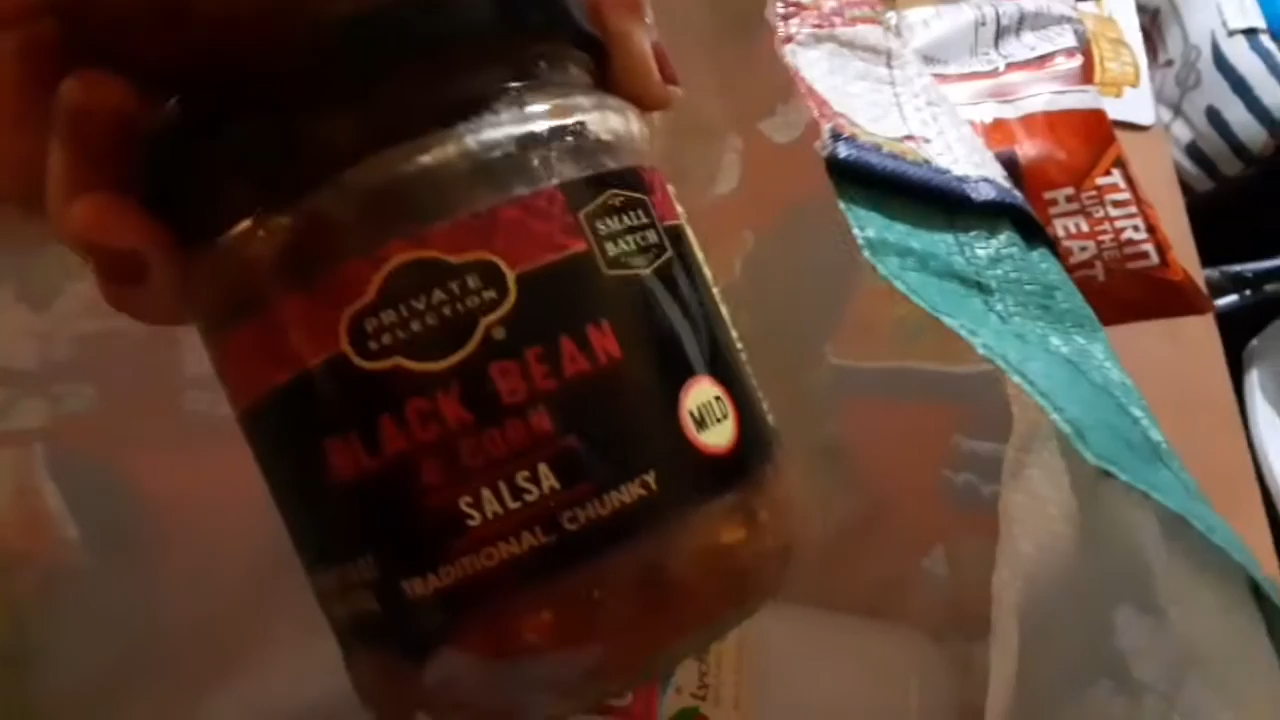 PRIVATE
SELECTION
SMALL
BATCH
BLACK BEAN
& CORN
SALSA
TRADITIONAL, CHUNKY
MILD
TURN
UP THE
HEAT